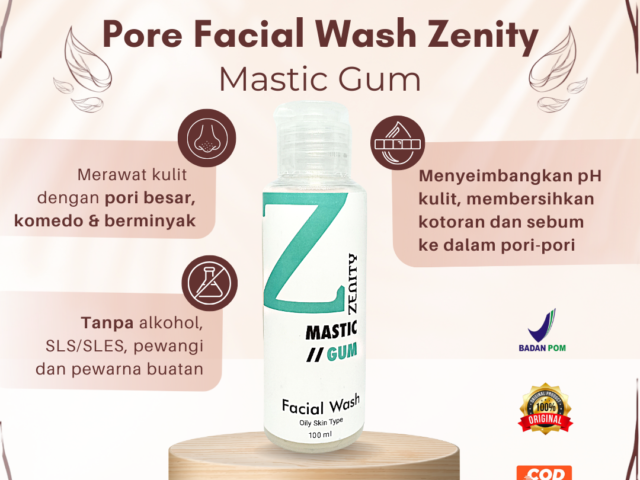 Pore Facial Wash Zenity
Mastic Gum
Merawat kulit
dengan pori besar,
komedo & berminyak
Menyeimbangkan pH
kulit, membersihkan
kotoran dan sebum
ke dalam pori-pori
Tanpa alkohol,
SLS/SLES, pewangi
dan pewarna buatan
Z
ZENITY
MASTIC
// GUM
Facial Wash
Oily Skin Type
100 ml
BADAN POM
100%
ORIGINAL
COD